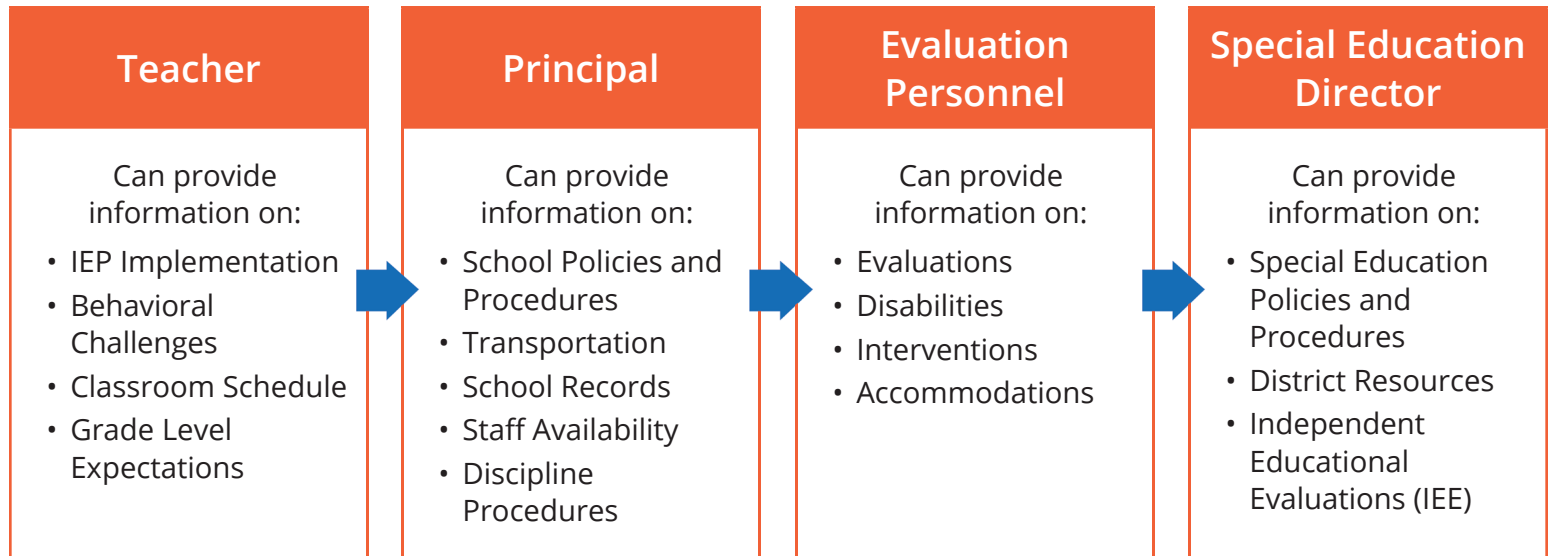 Teacher
Can provide
information on:
• IEP Implementation
• Behavioral
Challenges
• Classroom Schedule
• Grade Level
Expectations
Principal
Can provide
information on:
• School Policies and
Procedures
• Transportation
• School Records
• Staff Availability
• Discipline
Procedures
Evaluation
Personnel
Can provide
information on:
• Evaluations
• Disabilities
• Interventions
• Accommodations
Special Education
Director
Can provide
information on:
• Special Education
Policies and
Procedures
• District Resources
• Independent
Educational
Evaluations (IEE)